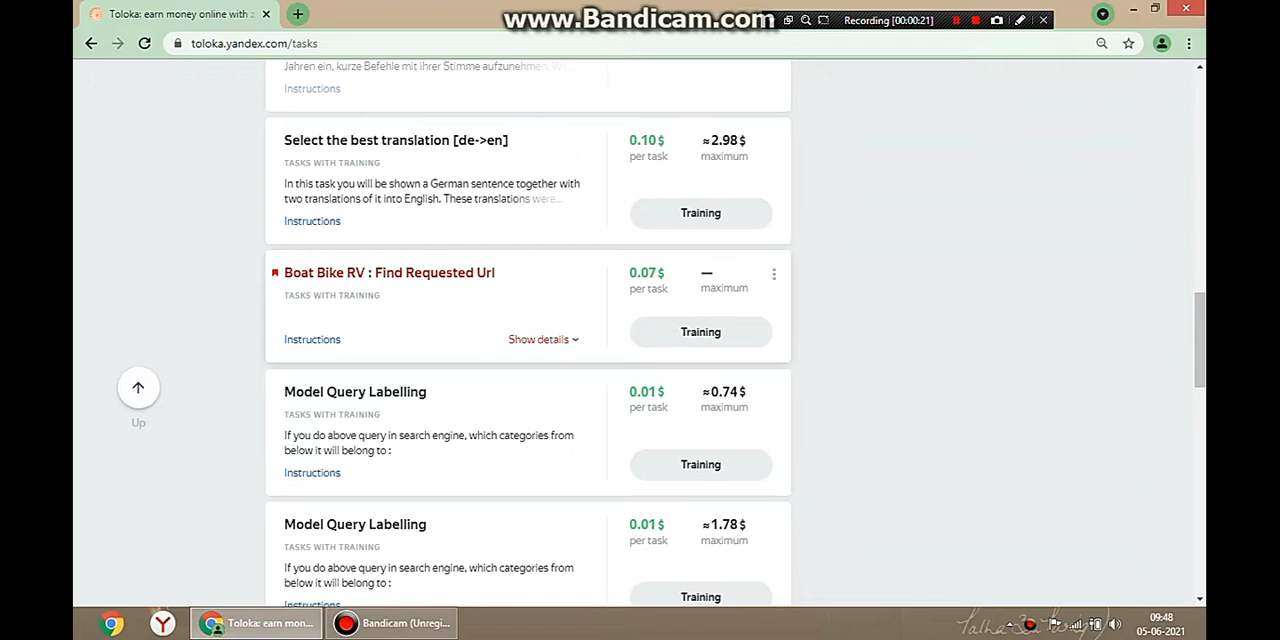 Toloka: earn money online with
www.Bandicam.com
Recording [00:00:21]
toloka.yandex.com/tasks
Jahren ein, kurze Befehle mit Ihrer Stimme aufzunehmen.
Instructions
Select the best translation [de->en]
0.10 $
≈2.98 $
per task
maximum
TASKS WITH TRAINING
In this task you will be shown a German sentence together with
two translations of it into English. These translations were...
Training
Instructions
Boat Bike RV : Find Requested Url
0.07 $
—
per task
maximum
TASKS WITH TRAINING
Training
Instructions
Show details
Model Query Labelling
0.01 $
≈0.74 $
per task
maximum
TASKS WITH TRAINING
If you do above query in search engine, which categories from
below it will belong to :
Training
Instructions
Up
Model Query Labelling
0.01 $
≈1.78 $
per task
maximum
TASKS WITH TRAINING
If you do above query in search engine, which categories from
below it will belong to :
Training
Instructions
Toloka: earn mon...
Bandicam (Unregi...
09:48
05-06-2021